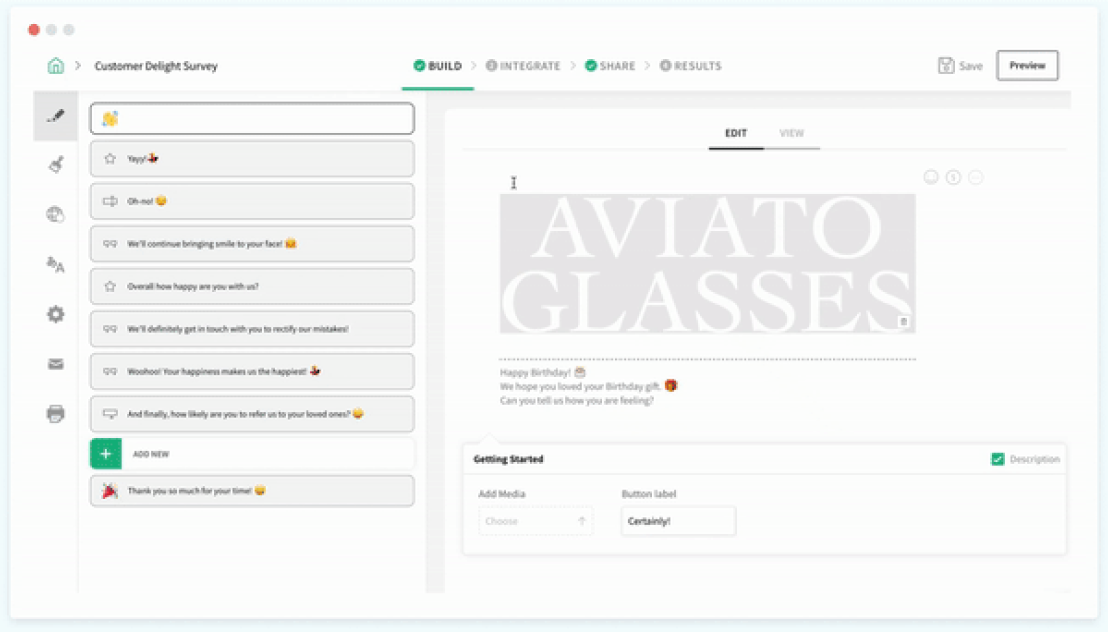 Customer Delight Survey
BUILD
INTEGRATE
SHARE
RESULTS
Save
Preview
Yayy!
Oh-no! 😄
We'll continue bringing smile to your face! 🤗
Overall how happy are you with us?
We'll definitely get in touch with you to rectify our mistakes!
Woohoo! Your happiness makes us the happiest!
And finally, how likely are you to refer us to your loved ones? 😄
+ ADD NEW
Thank you so much for your time! 😄
EDIT
VIEW
AVIATO
GLASSES
Happy Birthday! 🎂
We hope you loved your Birthday gift. 🎁
Can you tell us how you are feeling?
Getting Started
Description
Add Media
Button label
Choose
Certainly!